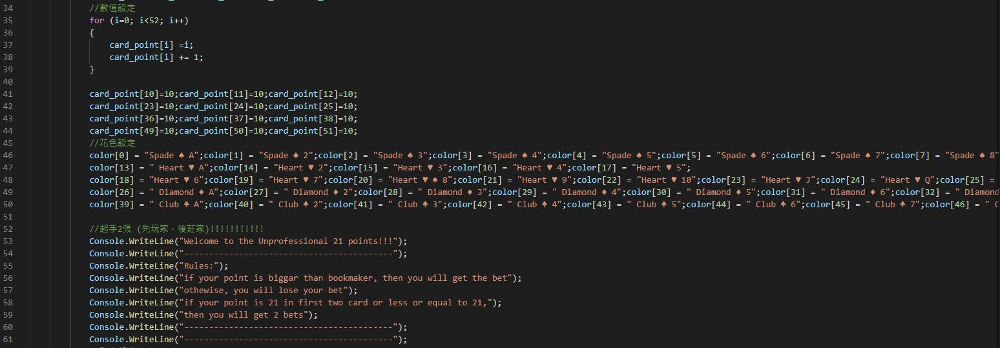 34 //數值設定
35 for (i=0; i<52; i++)
36 {
37 card_point[i] =i;
38 card_point[i] += 1;
39 }
40
41 card_point[10]=10;card_point[11]=10;card_point[12]=10;
42 card_point[23]=10;card_point[24]=10;card_point[25]=10;
43 card_point[36]=10;card_point[37]=10;card_point[38]=10;
44 card_point[49]=10;card_point[50]=10;card_point[51]=10;
45 //花色設定
46 color[0] = "Spade ♠ A";color[1] = "Spade ♠ 2";color[2] = "Spade ♠ 3";color[3] = "Spade ♠ 4";color[4] = "Spade ♠ 5";color[5] = "Spade ♠ 6";color[6] = "Spade ♠ 7";color[7] = "Spade ♠ 8"
47 color[13] = " Heart ♥ A";color[14] = "Heart ♥ 2";color[15] = "Heart ♥ 3";color[16] = "Heart ♥ 4";color[17] = "Heart ♥ 5";
48 color[18] = "Heart ♥ 6";color[19] = "Heart ♥ 7";color[20] = "Heart ♥ ♠ 8";color[21] = "Heart ♥ 9";color[22] = "Heart ♥ 10";color[23] = "Heart ♥ J";color[24] = "Heart ♥ Q";color[25] =
49 color[26] = " Diamond ♦ A";color[27] = " Diamond ♦ 2";color[28] = " Diamond ♦ 3";color[29] = " Diamond ♦ 4";color[30] = " Diamond ♦ 5";color[31] = " Diamond ♦ 6";color[32] = " Diamond
50 color[39] = " Club ♣ A";color[40] = " Club ♣ 2";color[41] = " Club ♣ 3";color[42] = " Club ♣ 4";color[43] = " Club ♣ 5";color[44] = " Club ♣ 6";color[45] = " Club ♣ 7";color[46] = " C
51
52 //起手2張 (先玩家，後莊家)!!!!!!!!!!!
53 Console.WriteLine("Welcome to the Unprofessional 21 points!!!");
54 Console.WriteLine("------------------------------------------");
55 Console.WriteLine("Rules:");
56 Console.WriteLine("if your point is biggar than bookmaker, then you will get the bet");
57 Console.WriteLine("othewise, you will lose your bet");
58 Console.WriteLine("if your point is 21 in first two card or less or equal to 21,");
59 Console.WriteLine("then you will get 2 bets");
60 Console.WriteLine("------------------------------------------");
61 Console.WriteLine("------------------------------------------");